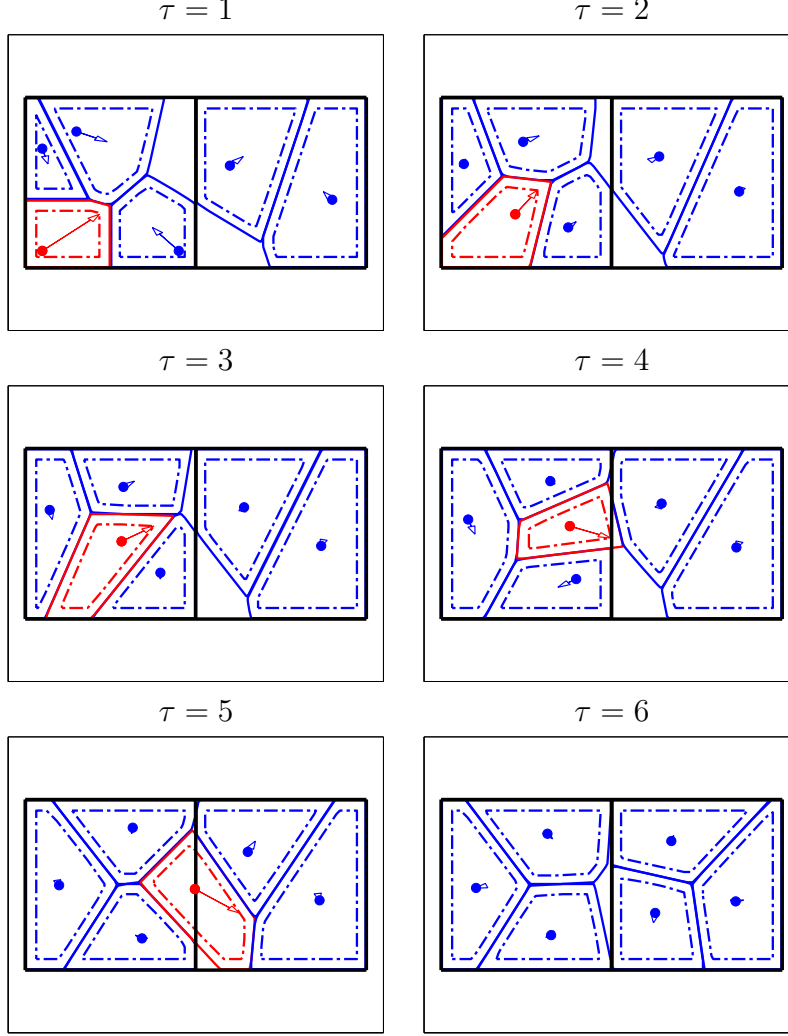 τ = 1
τ = 2
τ = 3
τ = 4
τ = 5
τ = 6